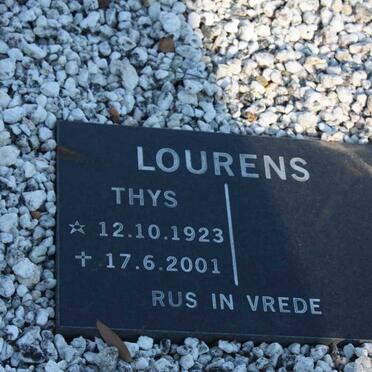 LOURENS
THYS
☆ 12.10.1923
✝ 17.6.2001
RUS IN VREDE